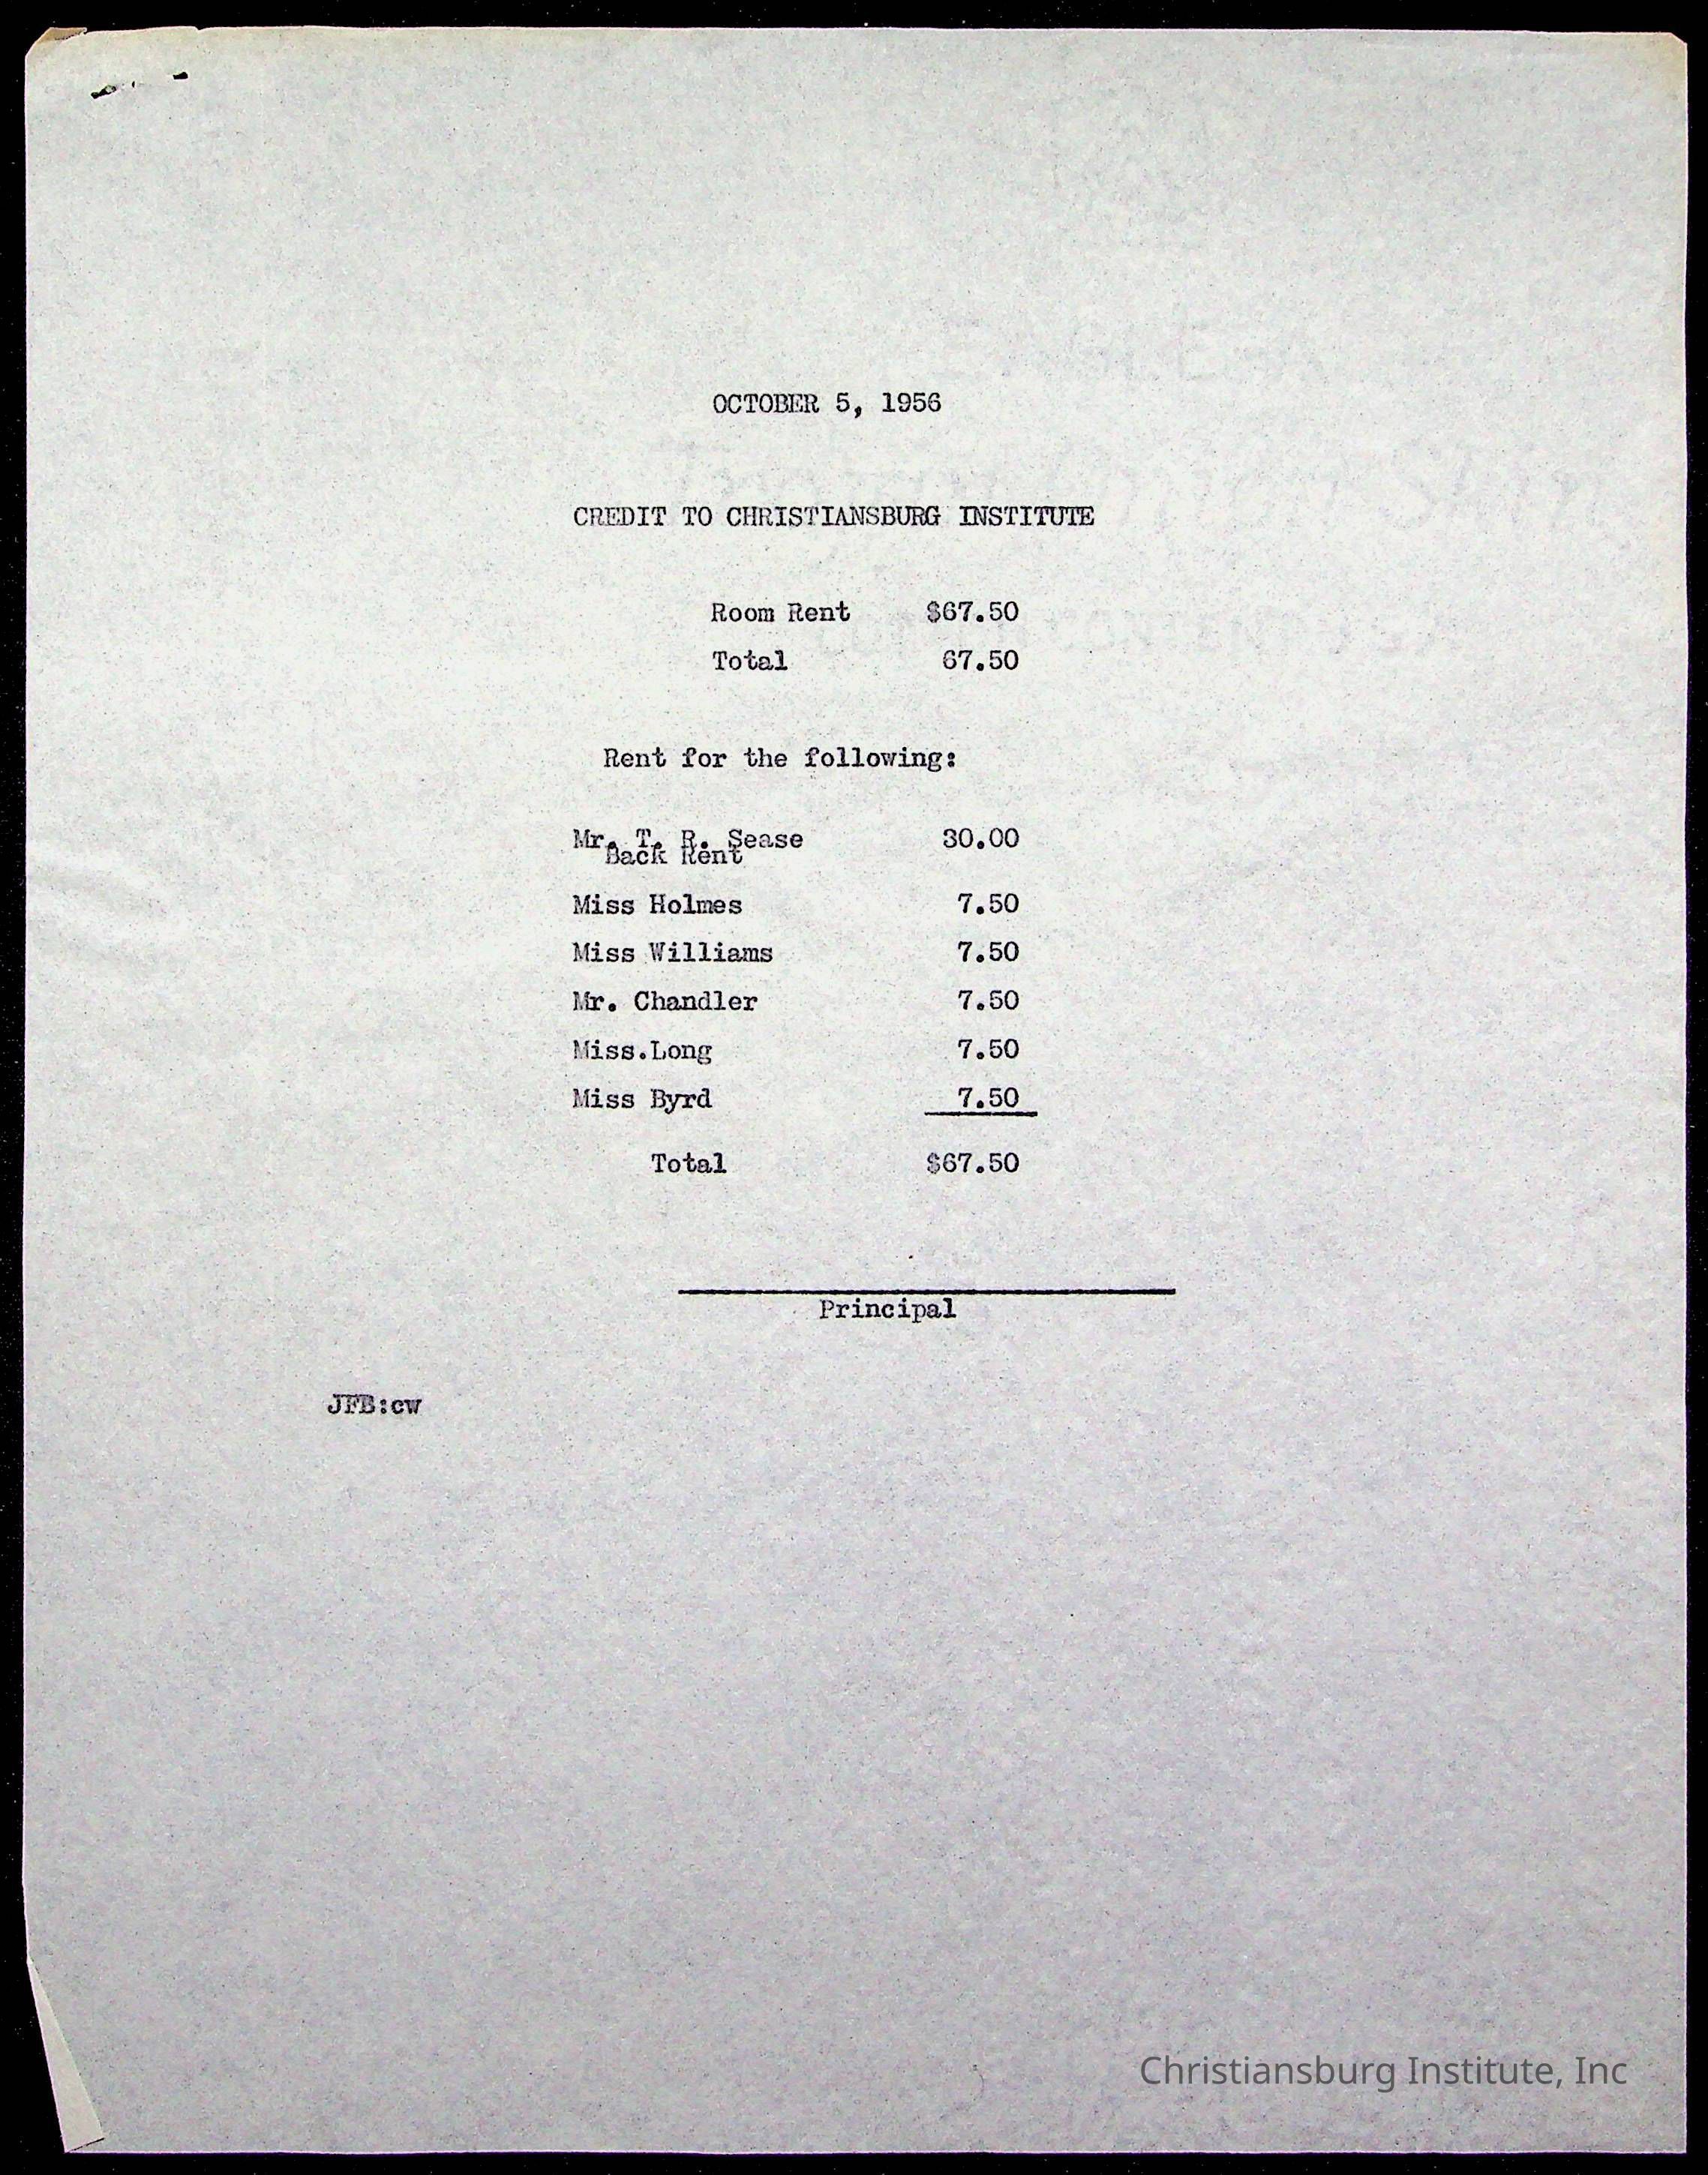 OCTOBER 5, 1956
CREDIT TO CHRISTIANSBURG INSTITUTE
Room Rent $67.50
Total 67.50
Rent for the following:
Mr. T. R. Sease 30.00
Back Rent
Miss Holmes 7.50
Miss Williams 7.50
Mr. Chandler 7.50
Miss.Long 7.50
Miss Byrd 7.50
Total $67.50
Principal
JFB:cw
Christiansburg Institute, Inc